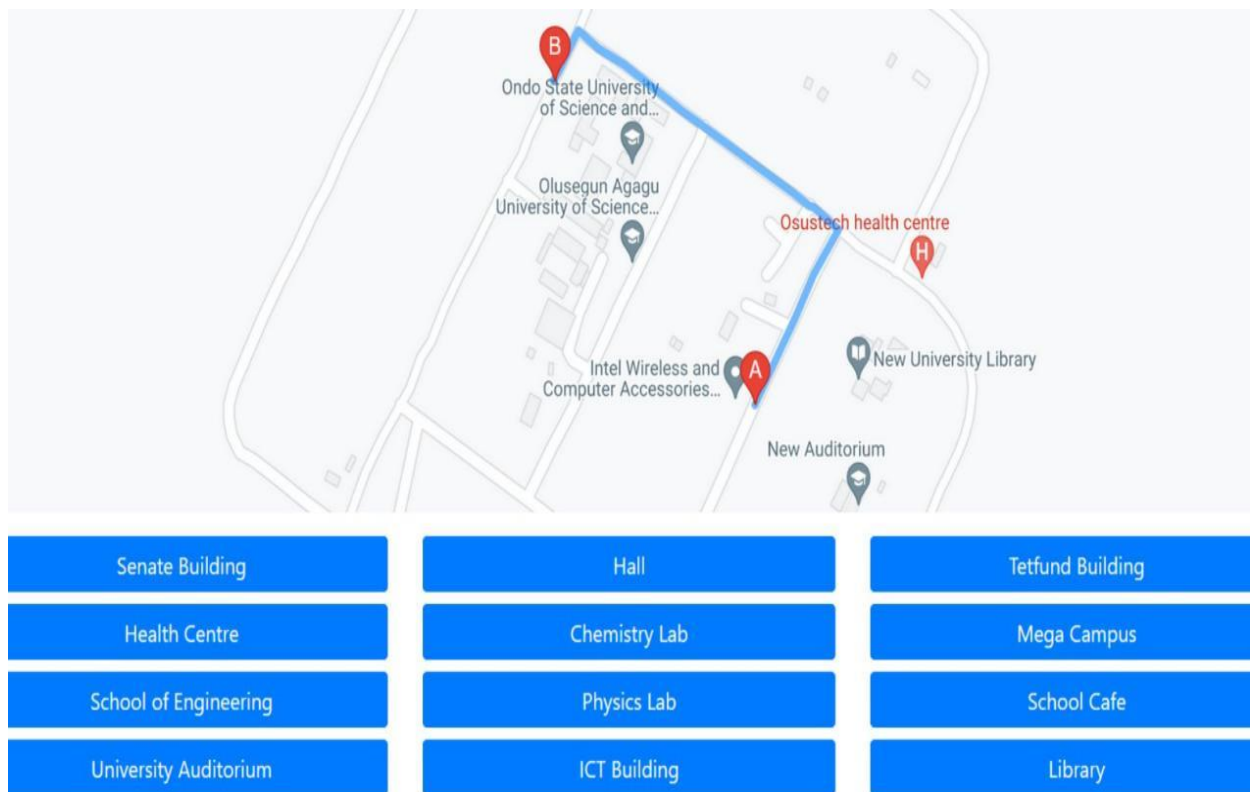 B
Ondo State University
of Science and...
Olusegun Agagu
University of Science...
Osustech health centre
H
Intel Wireless and
Computer Accessories...
A
New University Library
New Auditorium
Senate Building
Hall
Tetfund Building
Health Centre
Chemistry Lab
Mega Campus
School of Engineering
Physics Lab
School Cafe
University Auditorium
ICT Building
Library